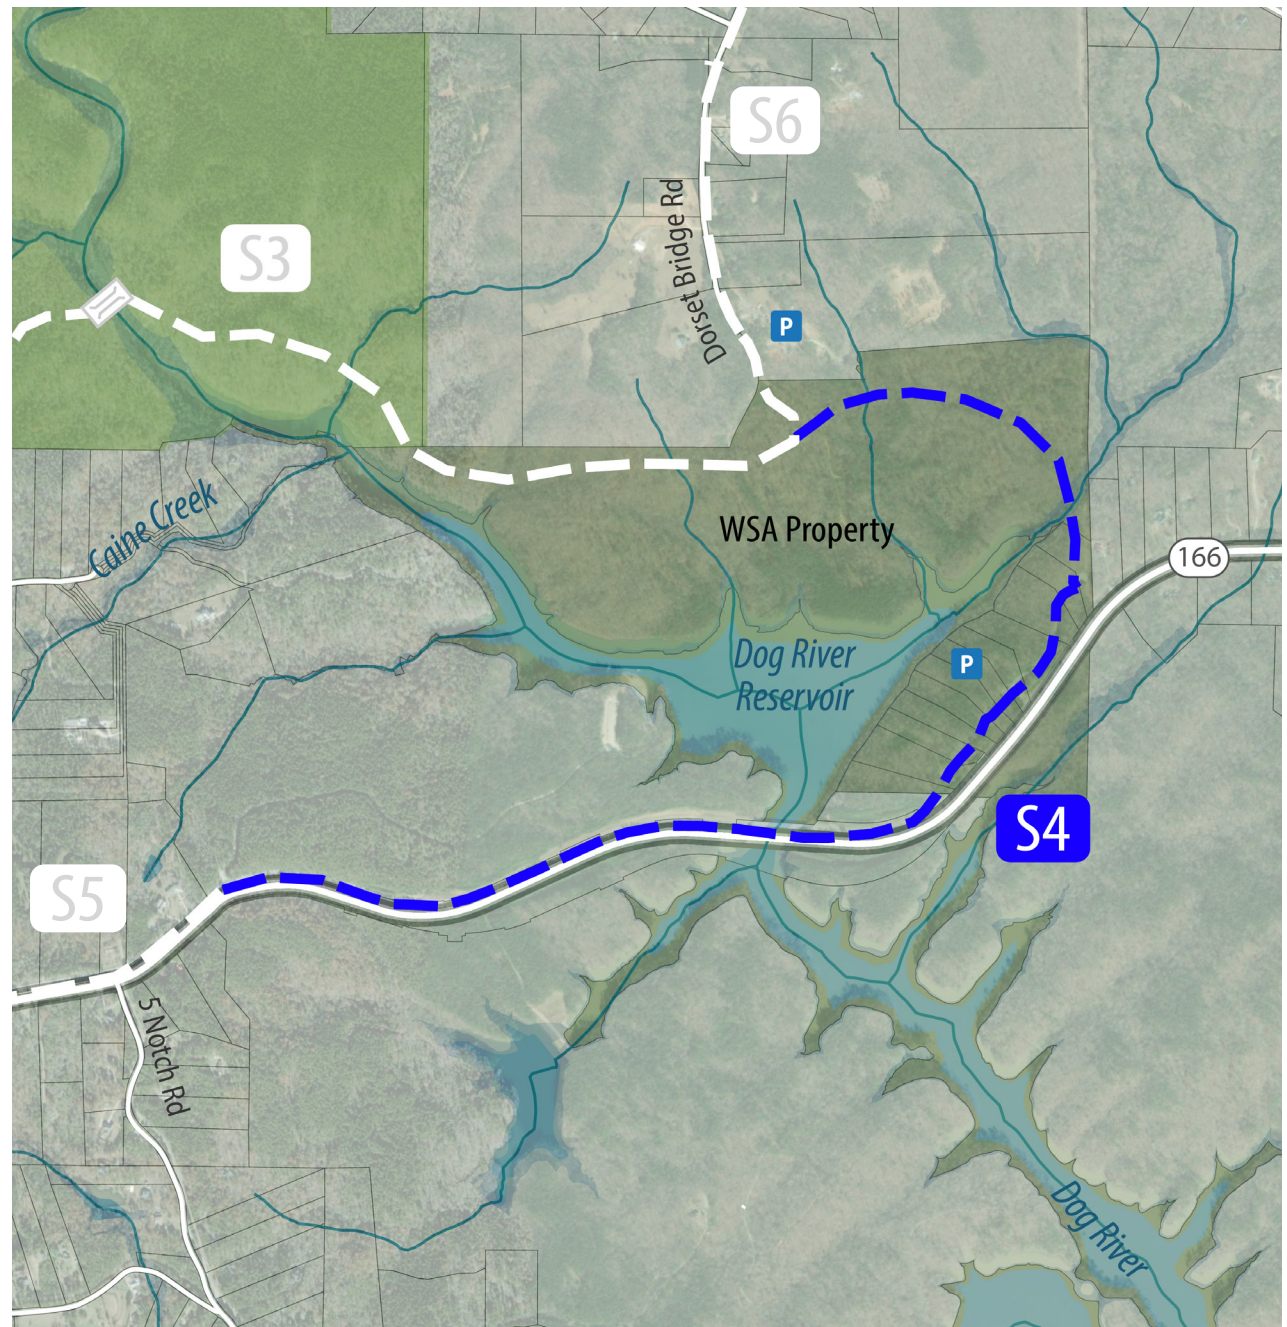 S6
S3
Dorset Bridge Rd
P
Caine Creek
WSA Property
166
Dog River
Reservoir
P
S4
S5
5 Notch Rd
Dog River